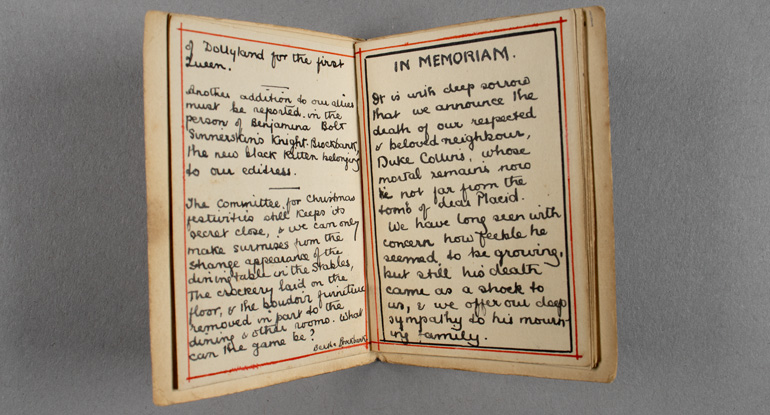 of Dollyland for the first
Queen.
Another addition to our allies
must be reported in the
person of Benjamina Bolt
Sinnerskin's Knight-Brockbank,
the new black kitten belonging
to our editress.
The Committee for Christmas
festivities still keeps its
secret close, & we can only
make surmises from the
strange appearance of the
dining table in the Stables,
The crockery laid on the
floor, & the boudoir furniture
removed in part to the
dining & other rooms. What
can the game be?
Brockbank
IN MEMORIAM.
It is with deep sorrow
that we announce the
death of our respected
& beloved neighbour,
Duke Collins, whose
mortal remains now
lie not far from the
tomb of dear Placid.
We have long seen with
concern how feeble he
seemed to be growing,
but still his death
came as a shock to
us, & we offer our deep
sympathy to his mourn-
ing family.